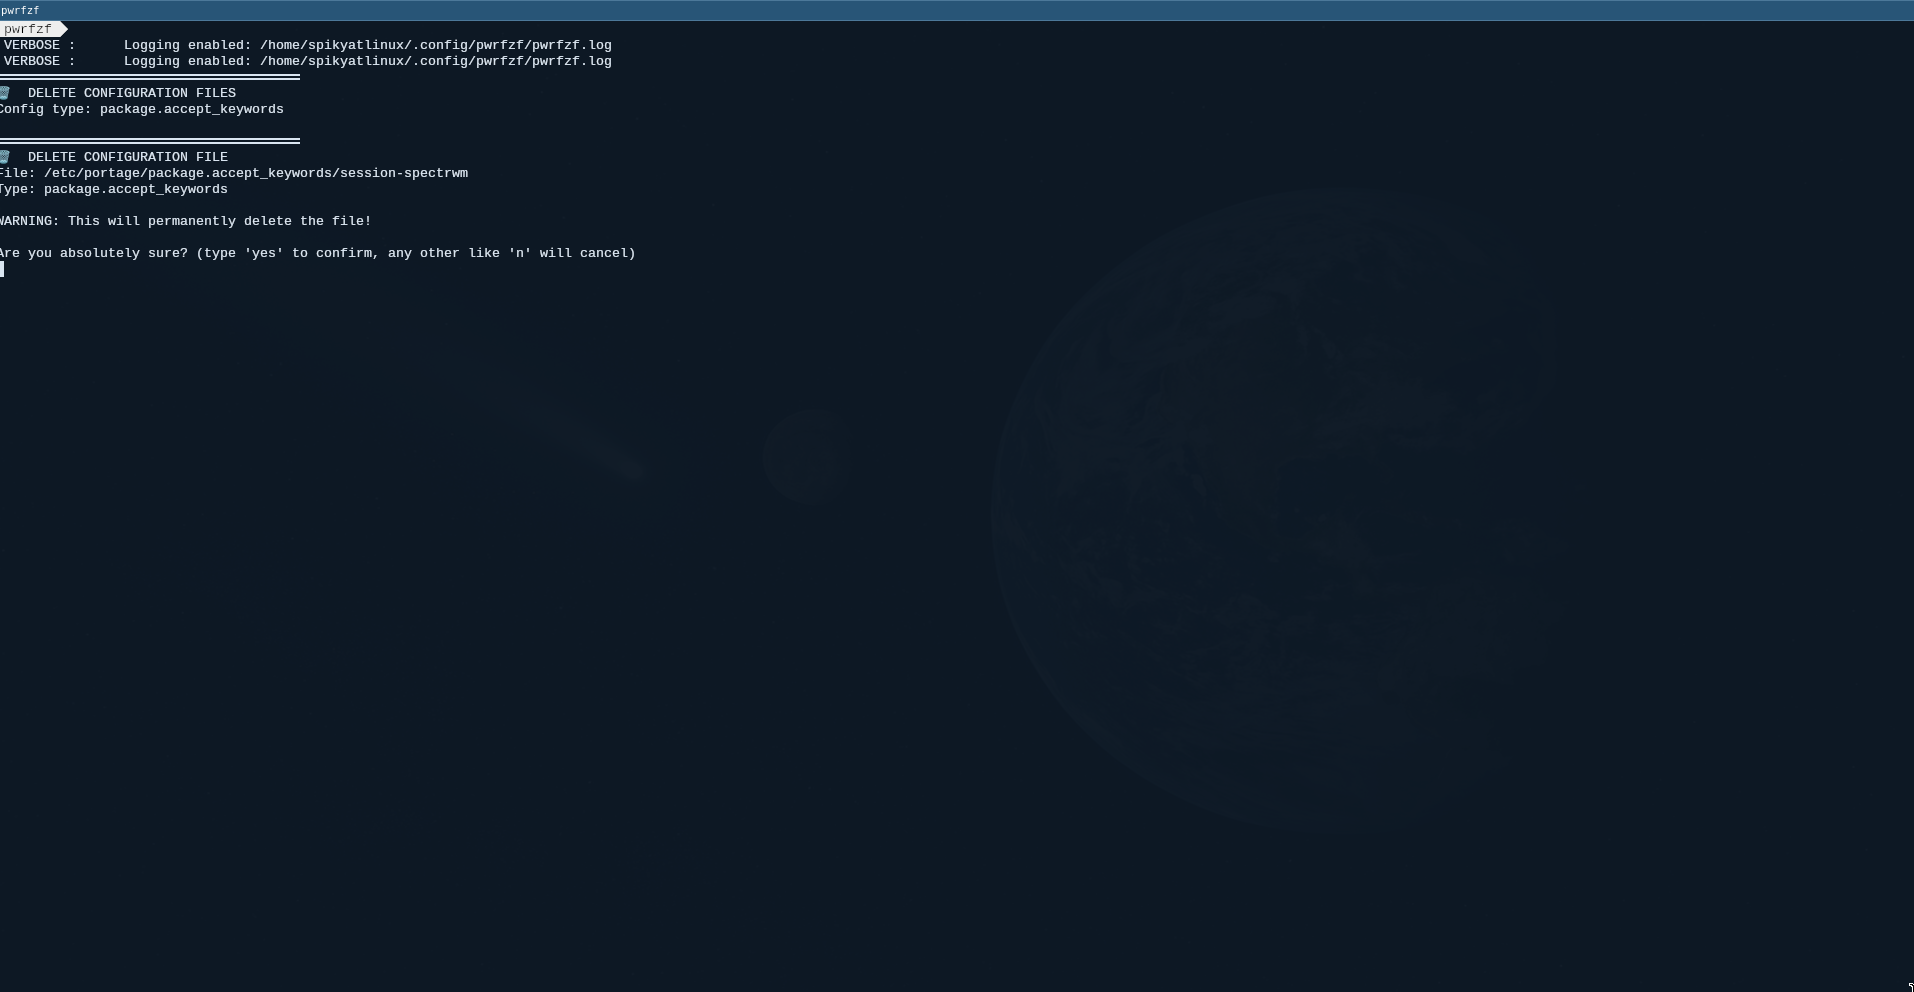 pwrfzf
pwrfzf
VERBOSE :      Logging enabled: /home/spikyatlinux/.config/pwrfzf/pwrfzf.log
VERBOSE :      Logging enabled: /home/spikyatlinux/.config/pwrfzf/pwrfzf.log
DELETE CONFIGURATION FILES
Config type: package.accept_keywords
DELETE CONFIGURATION FILE
File: /etc/portage/package.accept_keywords/session-spectrwm
Type: package.accept_keywords
WARNING: This will permanently delete the file!
Are you absolutely sure? (type 'yes' to confirm, any other like 'n' will cancel)